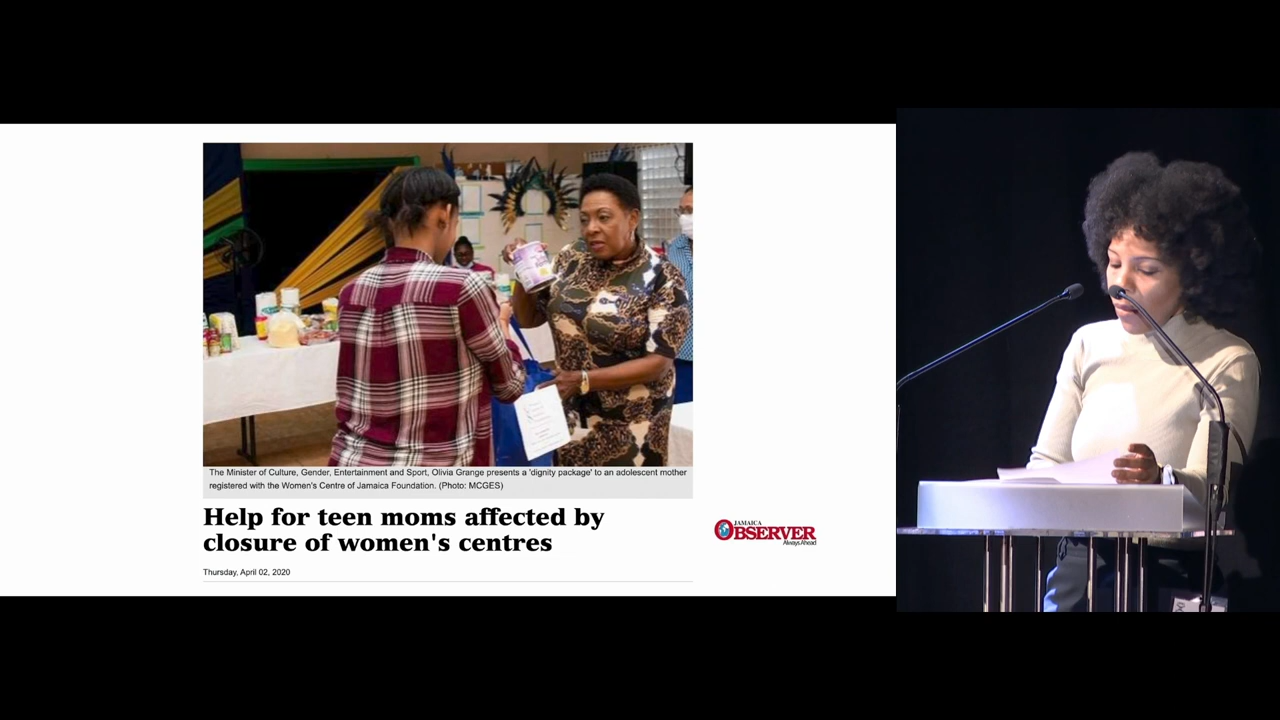 The Minister of Culture, Gender, Entertainment and Sport, Olivia Grange presents a 'dignity package' to an adolescent mother
registered with the Women's Centre of Jamaica Foundation. (Photo: MCGES)
Help for teen moms affected by
closure of women's centres
Thursday, April 02, 2020
JAMAICA
OBSERVER
Always Ahead